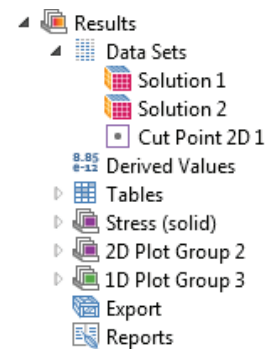 Results
Data Sets
Solution 1
Solution 2
Cut Point 2D 1
8.85
e-12 Derived Values
Tables
Stress (solid)
2D Plot Group 2
1D Plot Group 3
Export
Reports